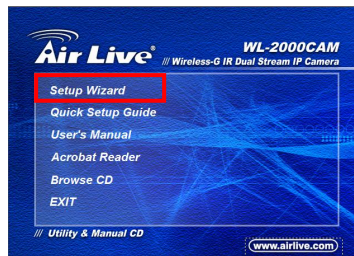 Air Live®
WL-2000CAM
/// Wireless-G IR Dual Stream IP Camera
Setup Wizard
Quick Setup Guide
User's Manual
Acrobat Reader
Browse CD
EXIT
/// Utility & Manual CD
www.airlive.com